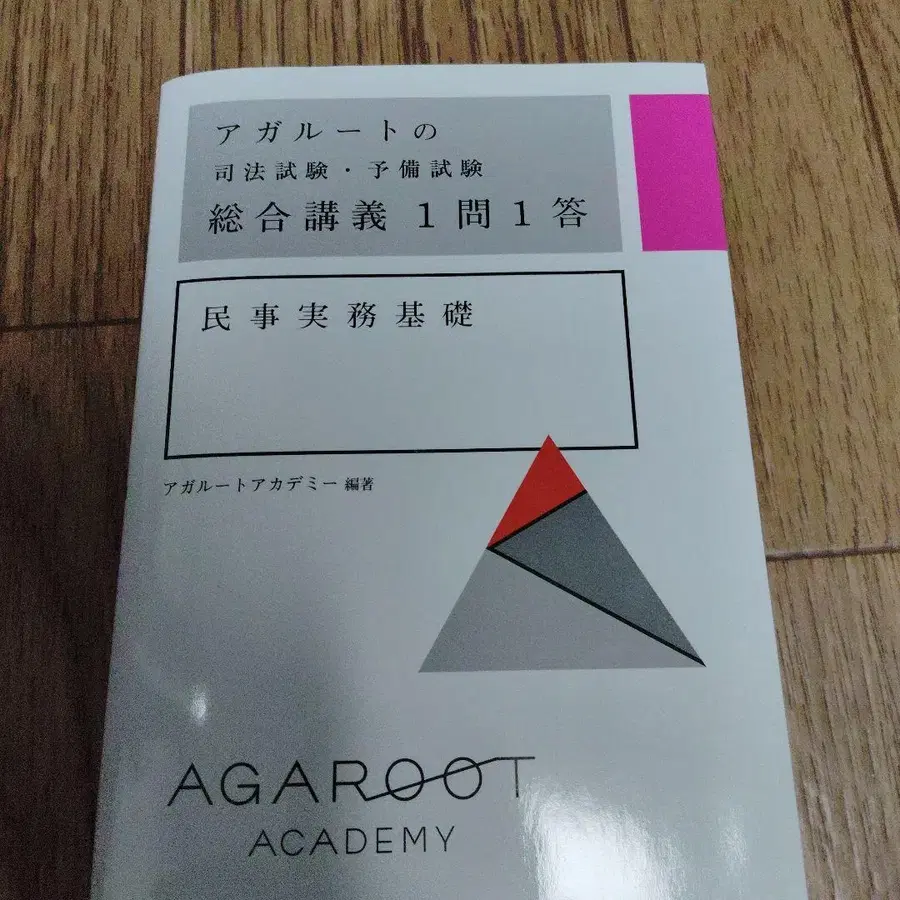 アガルートの
司法試験・予備試験
総合講義 1問1答
民事実務基礎
アガルートアカデミー 編著
AGAROOT
ACADEMY